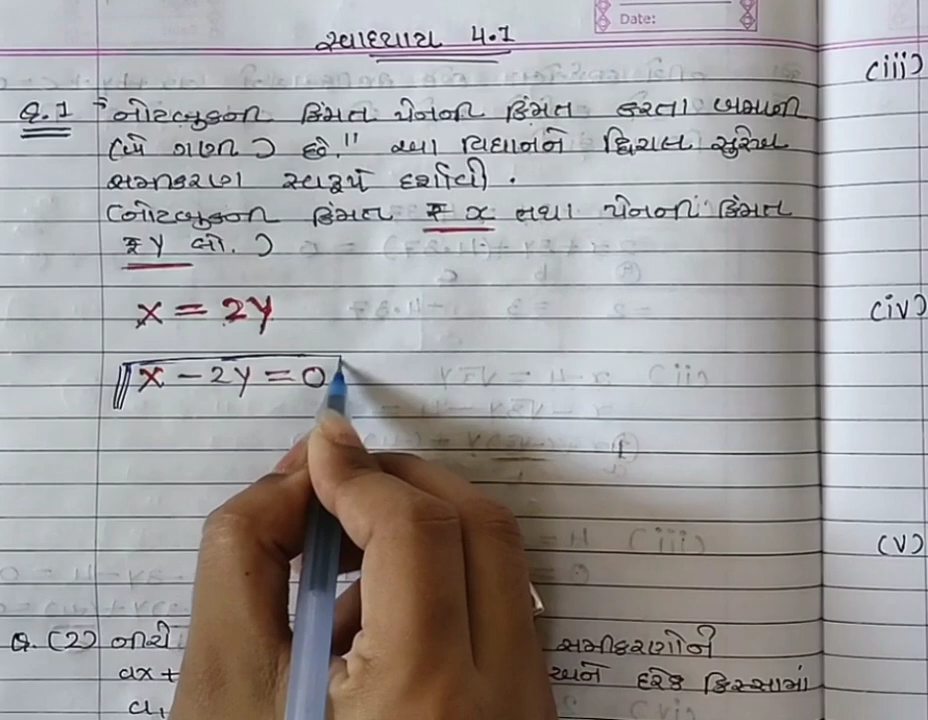 Date:
સ્વાધ્યાય 4.1
(iii)
Q.1 "નોટબુકની કિંમત પેનની કિંમત કરતા બમણી
(બે ગણી) છે." આ વિધાનને દ્વિચલ સુરેખ
સમીકરણ સ્વરૂપે દર્શાવો.
(નોટબુકની કિંમત ₹ x તથા પેનની કિંમત
₹ y લો.)
x = 2y
(iv)
x - 2y = 0
(v)
Q. (2) નીચે સમીકરણોને
ax + અને દરેક કિસ્સામાં
a,